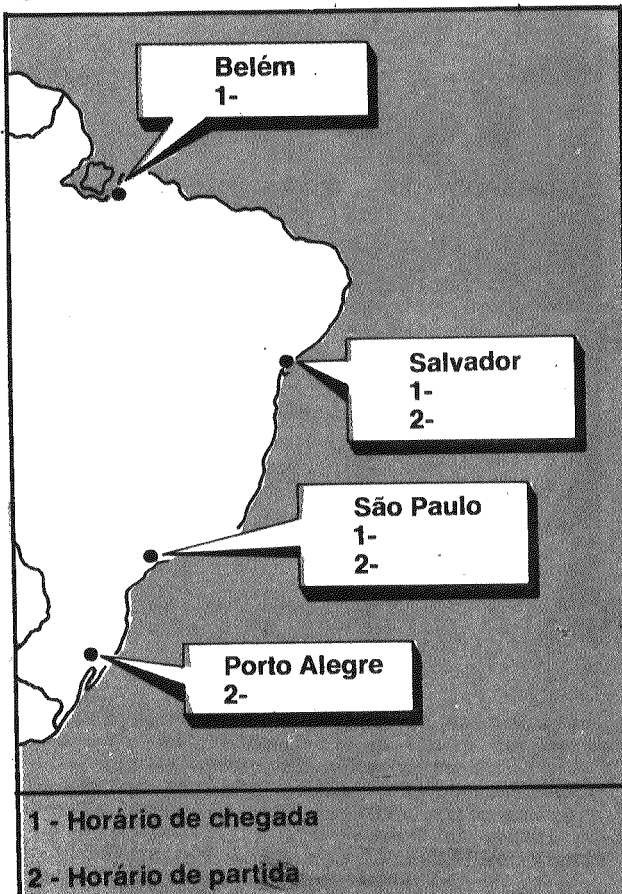 Belém
1-
Salvador
1-
2-
São Paulo
1-
2-
Porto Alegre
2-
1 - Horário de chegada
2 - Horário de partida